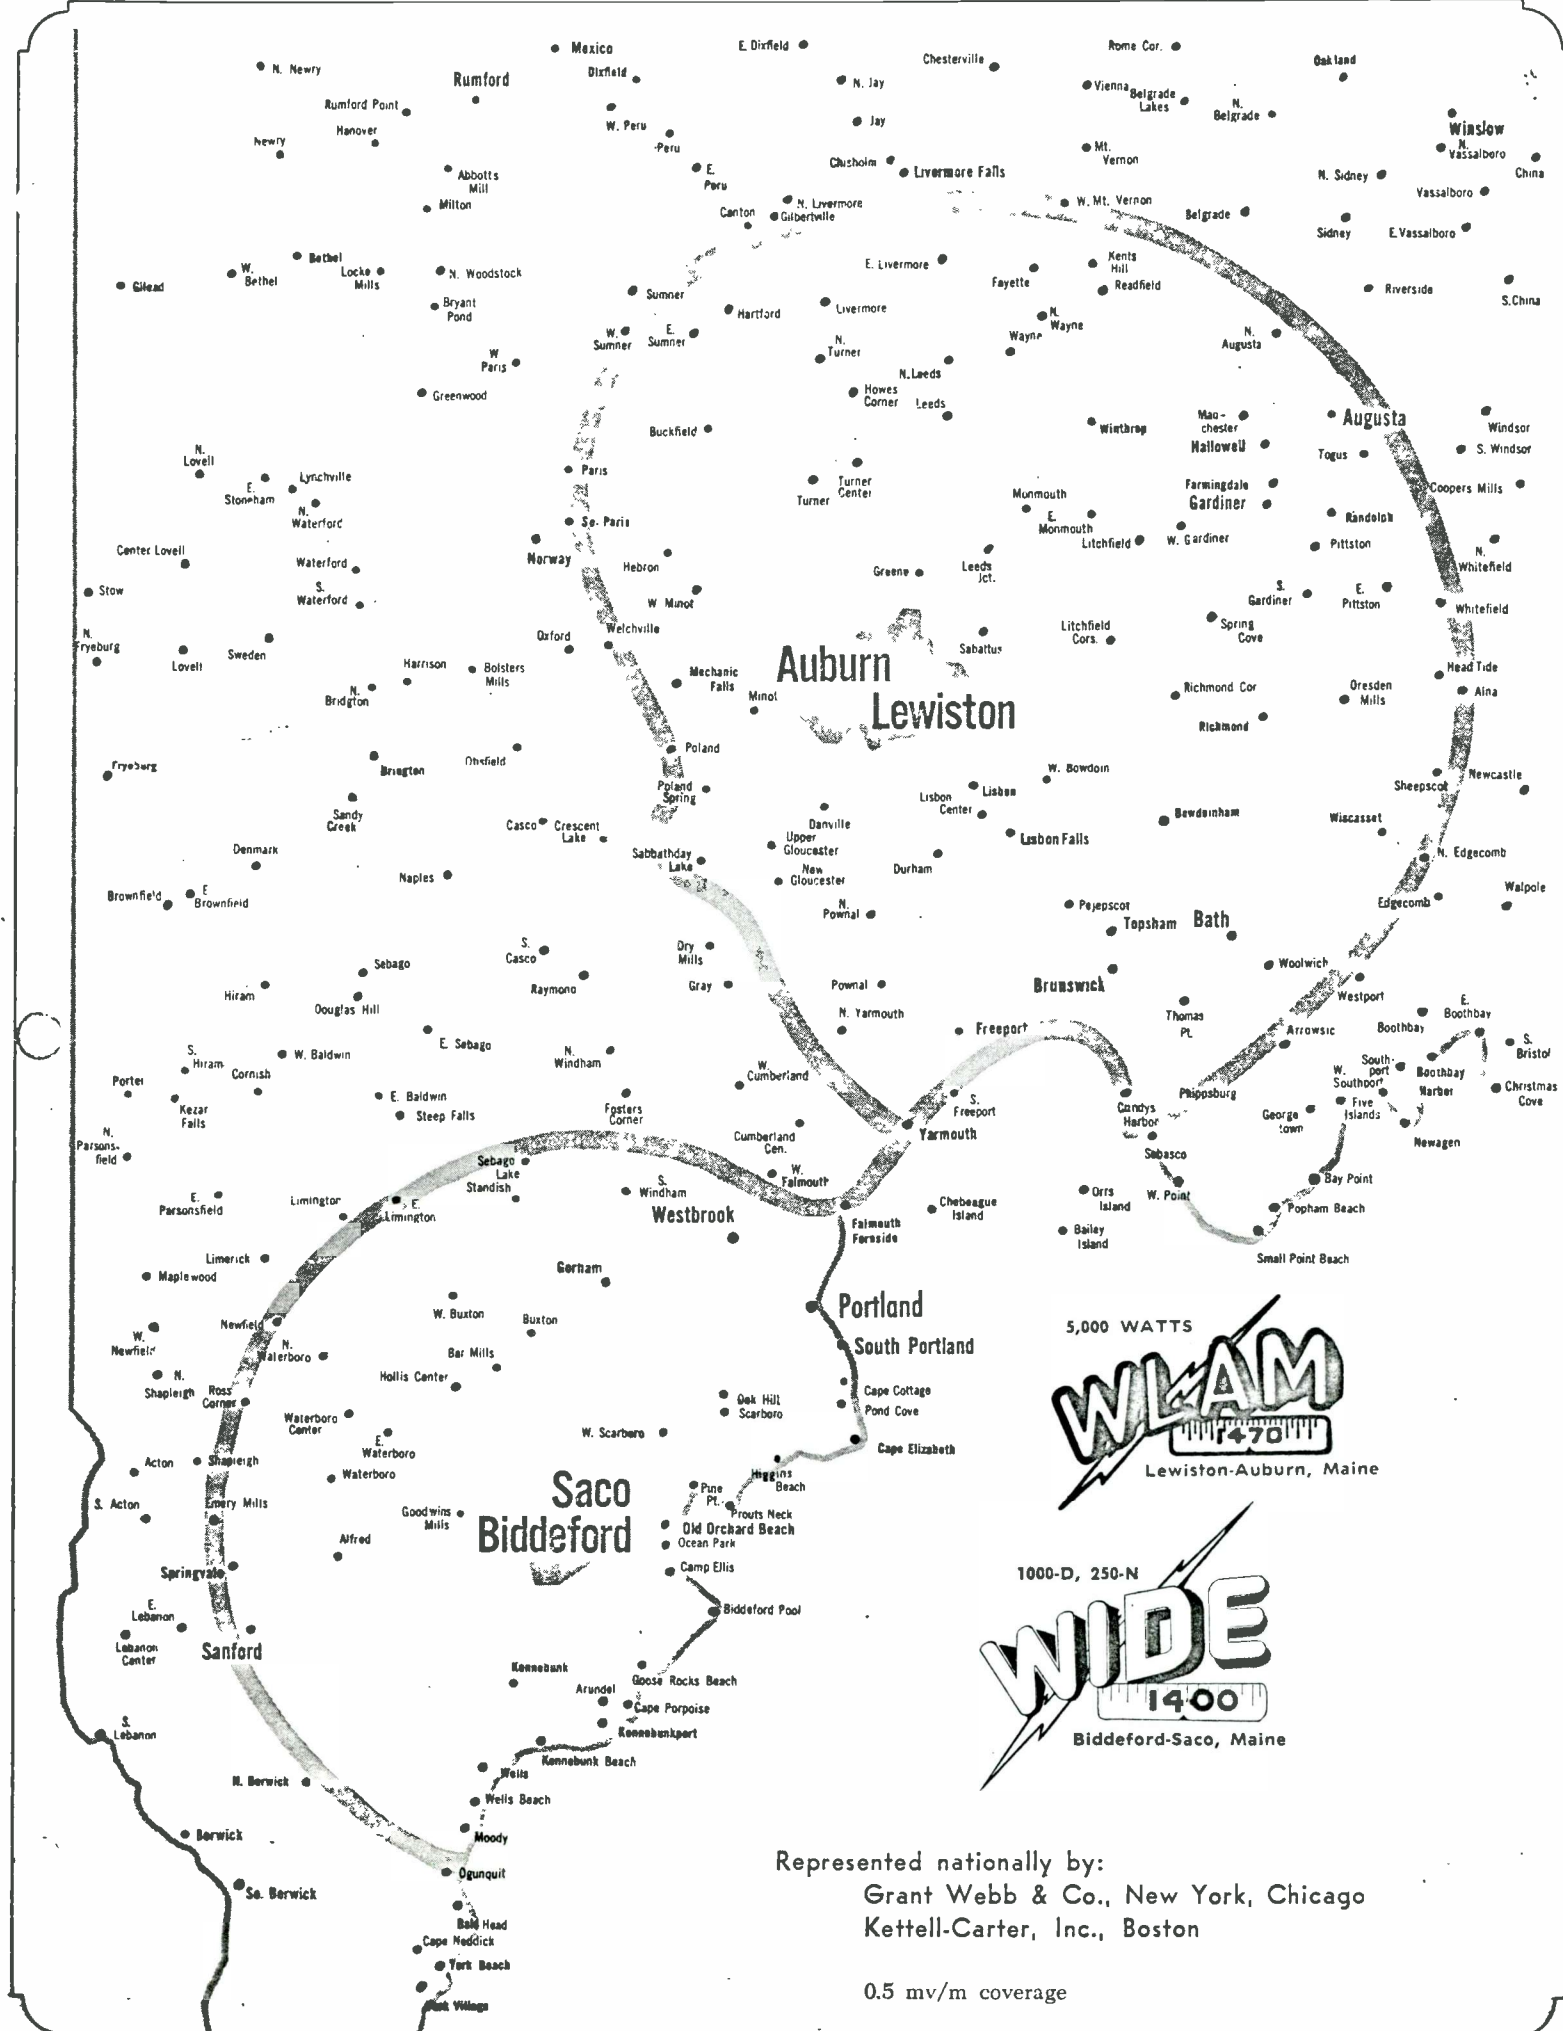 Mexico
E. Dixfield
Rome Cor.
Chesterville
Oakland
N. Newry
Rumford
Dixfield
N. Jay
Vienna
Belgrade
Lakes
N.
Belgrade
Rumford Point
Hanover
W. Peru
Jay
Winslow
Newry
Peru
Mt.
Vernon
N.
Vassalboro
Chisholm
Livermore Falls
China
Abbotts
Mill
E.
Peru
N. Sidney
Vassalboro
Milton
Canton
N. Livermore
Gilbertville
W. Mt. Vernon
Belgrade
Sidney
E. Vassalboro
Bethel
W.
Bethel
Locke
Mills
N. Woodstock
E. Livermore
Kents
Hill
Fayette
Readfield
Gilead
Sumner
Riverside
S. China
Bryant
Pond
Hartford
Livermore
N.
Wayne
W.
Sumner
E.
Sumner
Wayne
N.
Augusta
N.
Turner
W
Paris
N. Leeds
Greenwood
Howes
Corner
Leeds
Buckfield
Winthrop
Man-
chester
Augusta
Windsor
Hallowell
N.
Lovell
Togus
S. Windsor
Paris
E.
Stoneham
Lynchville
Turner
Turner
Center
Farmingdale
Coopers Mills
N.
Waterford
Monmouth
Gardiner
So. Paris
E.
Monmouth
Randolph
Norway
Litchfield
W. Gardiner
Pittston
N.
Whitefield
Center Lovell
Waterford
Hebron
Greene
Leeds
Jct.
Stow
S.
Waterford
W Minot
S.
Gardiner
E.
Pittston
Whitefield
N.
Fryeburg
Lovell
Sweden
Oxford
Welchville
Sabattus
Litchfield
Cors.
Spring
Cove
Auburn
Lewiston
Harrison
Bolsters
Mills
Mechanic
Falls
Head Tide
N.
Bridgton
Minot
Richmond Cor
Dresden
Mills
Alna
Richmond
Poland
Fryeburg
Bridgton
Otisfield
W. Bowdoin
Newcastle
Poland
Spring
Lisbon
Sheepscot
Sandy
Creek
Lisbon
Center
Casco
Crescent
Lake
Danville
Bowdoinham
Wiscasset
Denmark
Upper
Gloucester
Lisbon Falls
N. Edgecomb
Sabbathday
Lake
New
Gloucester
Durham
Naples
Brownfield
E
Brownfield
N.
Pownal
Pejepscot
Edgecomb
Walpole
Topsham
Bath
S.
Casco
Dry
Mills
Sebago
Woolwich
Hiram
Raymond
Gray
Pownal
Brunswick
Westport
Douglas Hill
N. Yarmouth
Thomas
Pt.
E.
Boothbay
E. Sebago
Freeport
Arrowsic
Boothbay
S.
Hiram
W. Baldwin
N.
Windham
South-
port
S.
Bristol
Porter
Cornish
W.
Cumberland
W.
Southport
Boothbay
Harbor
Christmas
Cove
Kezar
Falls
E. Baldwin
Steep Falls
Fosters
Corner
S.
Freeport
Candys
Harbor
Phippsburg
Five
Islands
George
town
N.
Parsons-
field
Cumberland
Cen.
Yarmouth
Newagen
Sebago
Lake
Sebasco
Standish
W.
Falmouth
E.
Parsonsfield
Limington
E.
Limington
S.
Windham
Chebeague
Island
Orrs
Island
W. Point
Bay Point
Westbrook
Falmouth
Forside
Bailey
Island
Popham Beach
Limerick
Small Point Beach
Maplewood
Gorham
Portland
W. Buxton
Buxton
5,000 WATTS
WLAM
1470
Lewiston-Auburn, Maine
Newfield
W.
Newfield
N.
Waterboro
Bar Mills
South Portland
N.
Shapleigh
Ross
Corner
Hollis Center
Cape Cottage
Oak Hill
Scarboro
Pond Cove
Waterboro
Center
E.
Waterboro
W. Scarboro
Cape Elizabeth
Acton
Shapleigh
Waterboro
Higgins
Beach
S. Acton
Emery Mills
Saco
Biddeford
Pine
Pt.
Prouts Neck
Goodwins
Mills
Old Orchard Beach
Ocean Park
Alfred
Springvale
Camp Ellis
1000-D, 250-N
WIDE
1400
Biddeford-Saco, Maine
E.
Lebanon
Biddeford Pool
Lebanon
Center
Sanford
Kennebunk
Goose Rocks Beach
Arundel
Cape Porpoise
S.
Lebanon
Kennebunkport
Kennebunk Beach
N. Berwick
Wells
Wells Beach
Berwick
Moody
Ogunquit
So. Berwick
Bald Head
Cape Neddick
York Beach
York Village
Represented nationally by:
Grant Webb & Co., New York, Chicago
Kettell-Carter, Inc., Boston
0.5 mv/m coverage